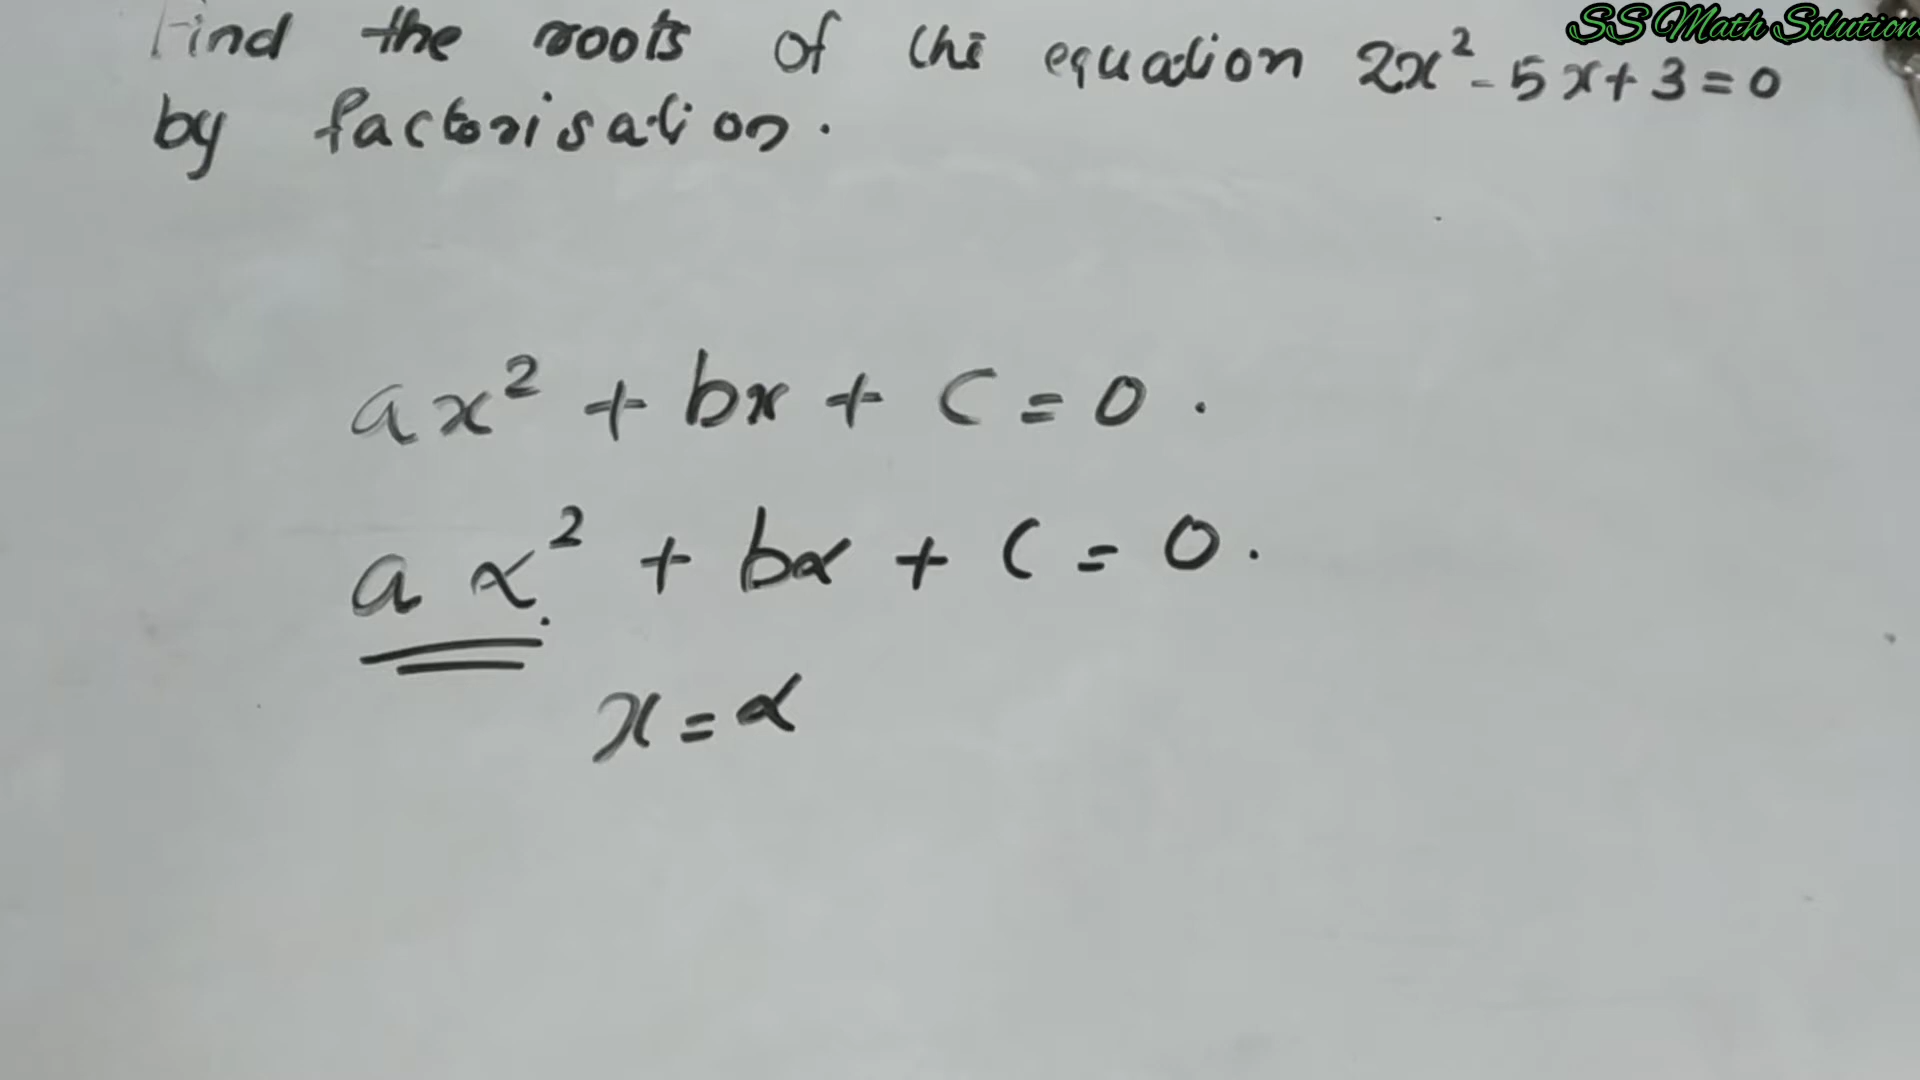 SS Math Solution
Find the roots of the equation 2x² - 5x + 3 = 0
by factorisation.
ax² + bx + c = 0.
aα² + bα + c = 0.
x = α